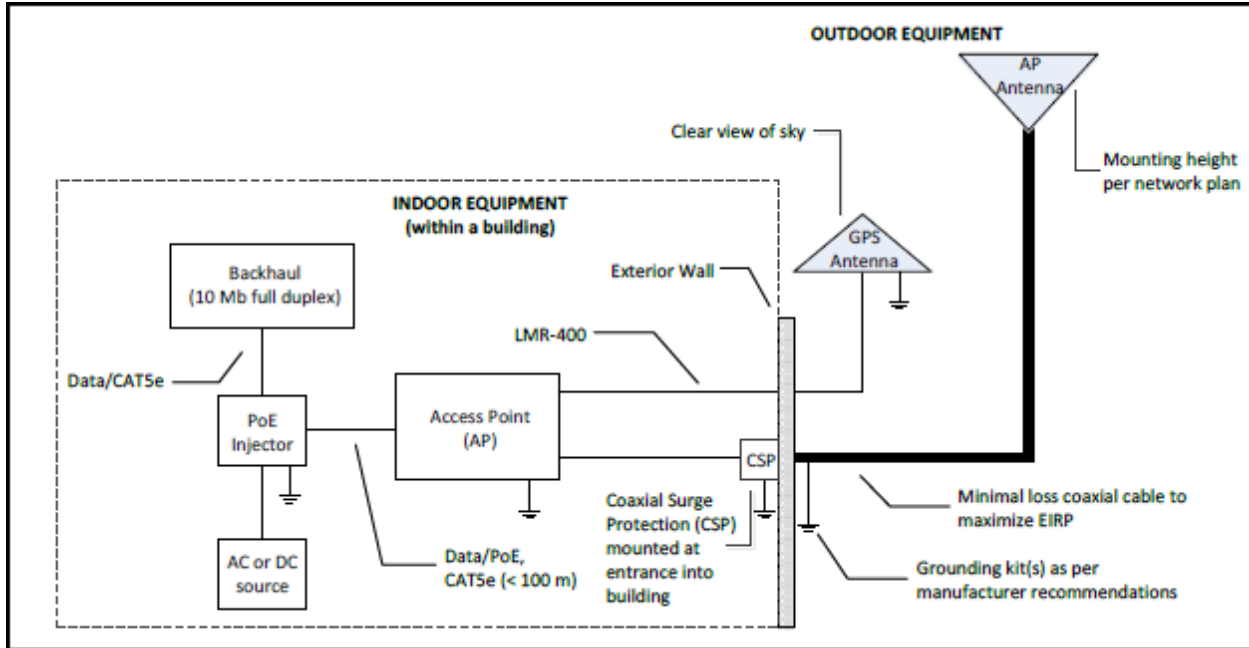 OUTDOOR EQUIPMENT
AP
Antenna
Clear view of sky
Mounting height
per network plan
INDOOR EQUIPMENT
(within a building)
GPS
Antenna
Backhaul
(10 Mb full duplex)
Exterior Wall
LMR-400
Data/CAT5e
PoE
Injector
Access Point
(AP)
CSP
Coaxial Surge
Protection (CSP)
mounted at
entrance into
building
Minimal loss coaxial cable to
maximize EIRP
AC or DC
source
Data/PoE,
CAT5e (< 100 m)
Grounding kit(s) as per
manufacturer recommendations